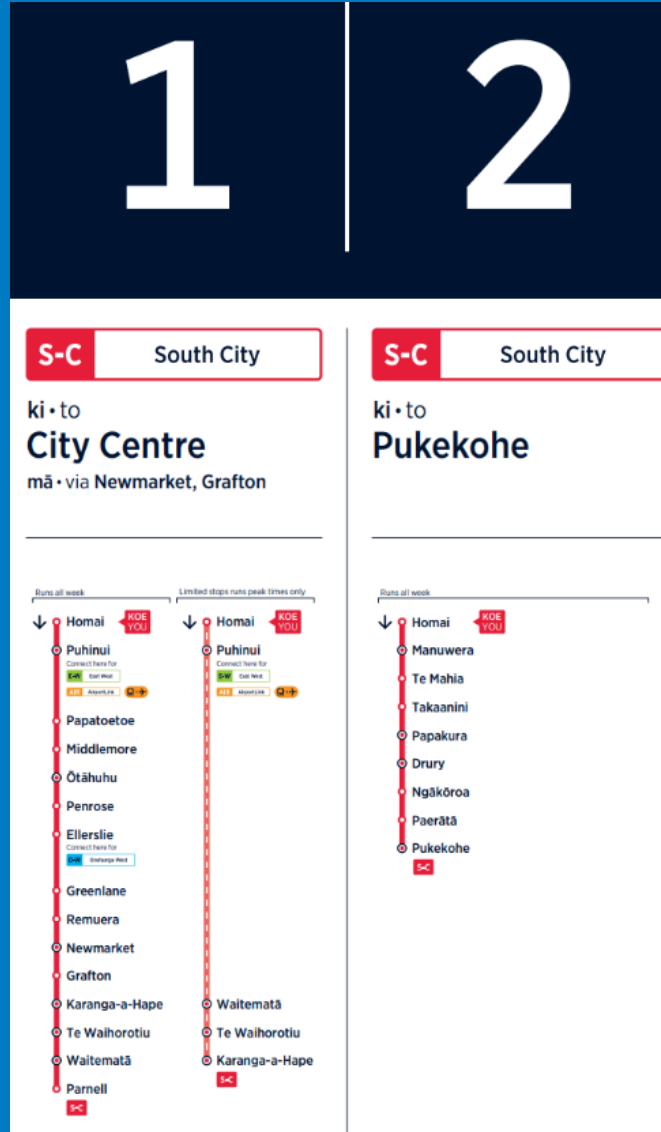 1
2
S-C South City
ki • to
City Centre
mā • via Newmarket, Grafton
Runs all week
Homai KOE YOU
Puhinui
Connect here for
E-W East West
AIR AirportLink
Papatoetoe
Middlemore
Ōtāhuhu
Penrose
Ellerslie
Connect here for
O-W Onehunga West
Greenlane
Remuera
Newmarket
Grafton
Karanga-a-Hape
Te Waihorotiu
Waitematā
Parnell
S-C
Limited stops runs peak times only
Homai KOE YOU
Puhinui
Connect here for
E-W East West
AIR AirportLink
Waitematā
Te Waihorotiu
Karanga-a-Hape
S-C
S-C South City
ki • to
Pukekohe
Runs all week
Homai KOE YOU
Manuwera
Te Mahia
Takaanini
Papakura
Drury
Ngākōroa
Paerātā
Pukekohe
S-C